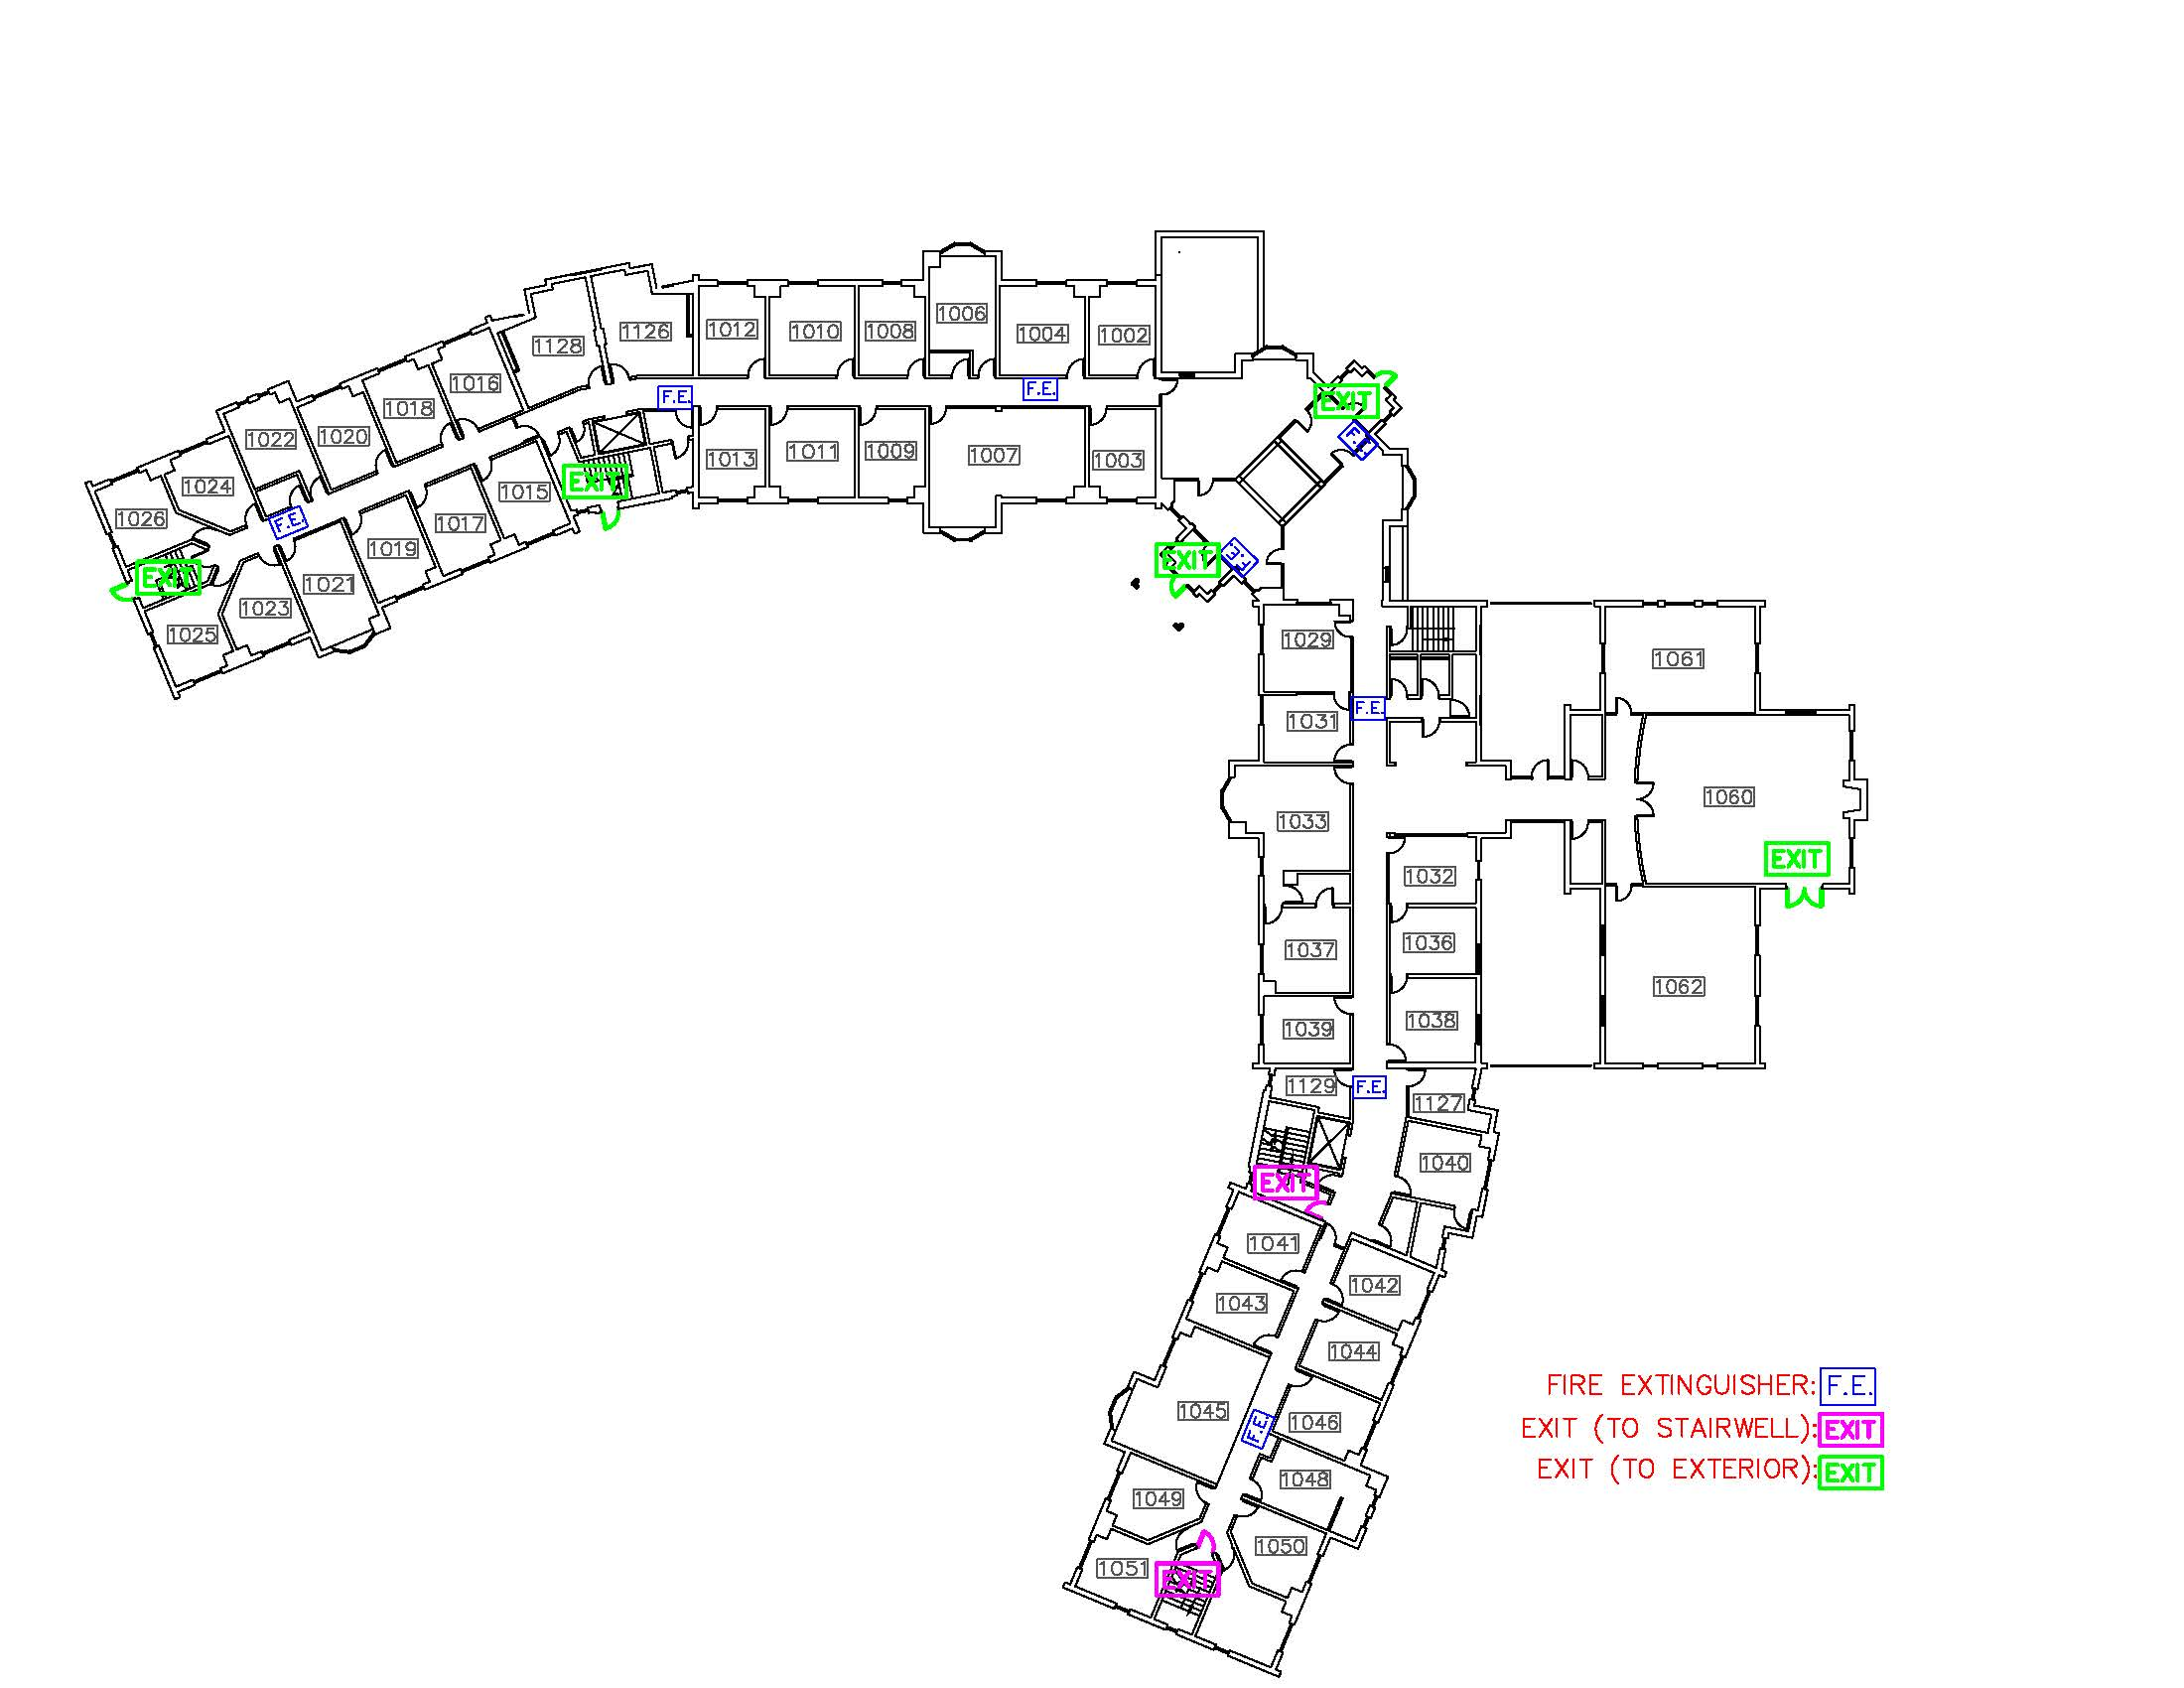 1006
1012
1010
1008
1004
1002
1126
1128
1016
1018
1020
1022
1024
1026
F.E.
F.E.
EXIT
F.E.
1013
1011
1009
1007
1003
EXIT
1015
1017
1019
1021
1023
1025
F.E.
EXIT
EXIT
F.E.
1029
1031
F.E.
1061
1060
1033
EXIT
1032
1036
1037
1062
1038
1039
1129
F.E.
1127
1040
EXIT
1041
1042
1043
1044
1045
1046
F.E.
1048
1049
1050
1051
EXIT
FIRE EXTINGUISHER: F.E.
EXIT (TO STAIRWELL): EXIT
EXIT (TO EXTERIOR): EXIT